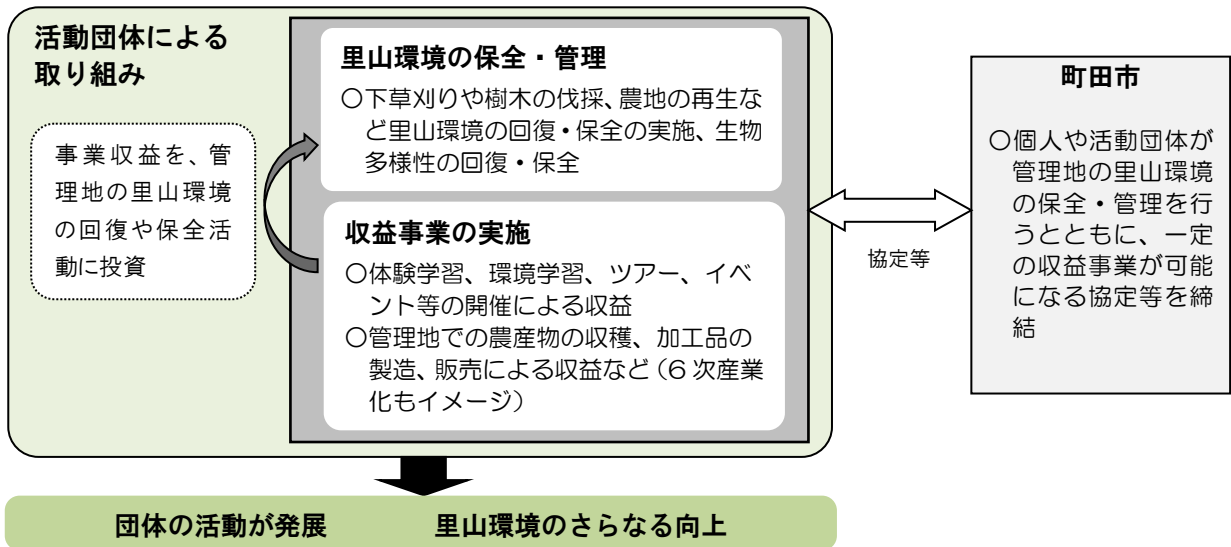 活動団体による
取り組み
事業収益を、管
理地の里山環境
の回復や保全活
動に投資
里山環境の保全・管理
〇下草刈りや樹木の伐採、農地の再生な
ど里山環境の回復・保全の実施、生物
多様性の回復・保全
収益事業の実施
〇体験学習、環境学習、ツアー、イベ
ント等の開催による収益
〇管理地での農産物の収穫、加工品の
製造、販売による収益など（６次産業
化もイメージ）
協定等
町田市
〇個人や活動団体が
管理地の里山環境
の保全・管理を行
うとともに、一定
の収益事業が可能
になる協定等を締
結
団体の活動が発展 里山環境のさらなる向上